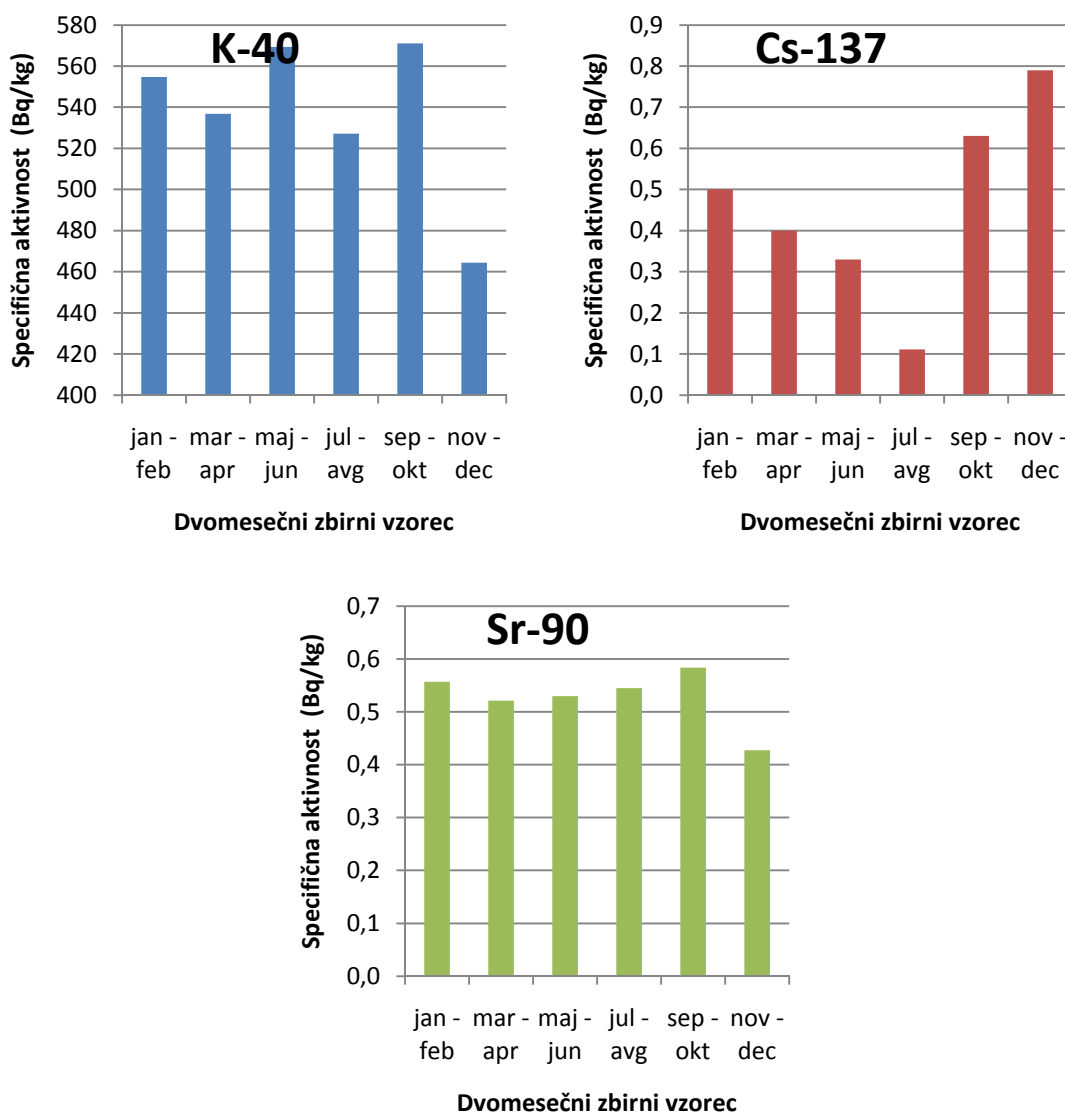 K-40
Specifična aktivnost (Bq/kg)
580
560
540
520
500
480
460
440
420
400
jan - mar - maj - jul - sep - nov -
feb apr jun avg okt dec
Dvomesečni zbirni vzorec
Cs-137
Specifična aktivnost (Bq/kg)
0,9
0,8
0,7
0,6
0,5
0,4
0,3
0,2
0,1
0,0
jan - mar - maj - jul - sep - nov -
feb apr jun avg okt dec
Dvomesečni zbirni vzorec
Sr-90
Specifična aktivnost (Bq/kg)
0,7
0,6
0,5
0,4
0,3
0,2
0,1
0,0
jan - mar - maj - jul - sep - nov -
feb apr jun avg okt dec
Dvomesečni zbirni vzorec